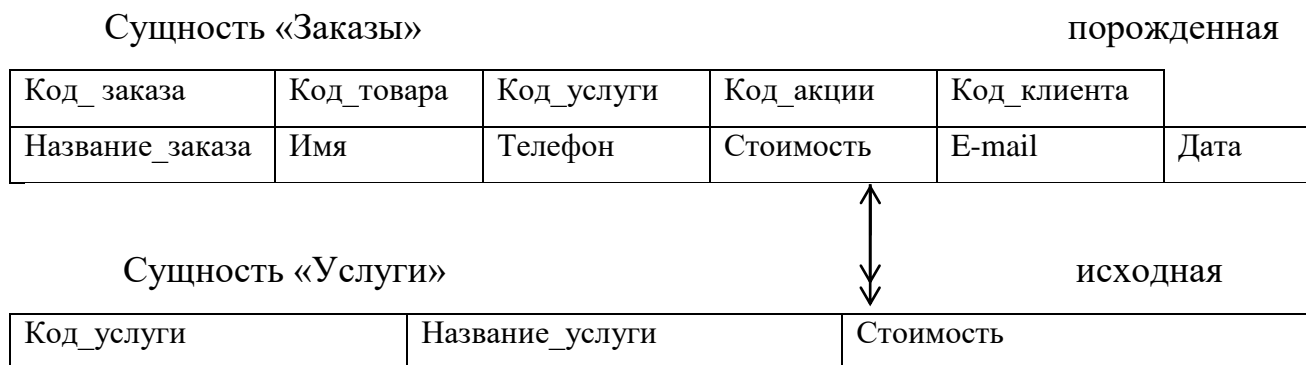 Сущность «Заказы» порожденная
Код_ заказа Код_товара Код_услуги Код_акции Код_клиента
Название_заказа Имя Телефон Стоимость E-mail Дата
Сущность «Услуги» исходная
Код_услуги Название_услуги Стоимость